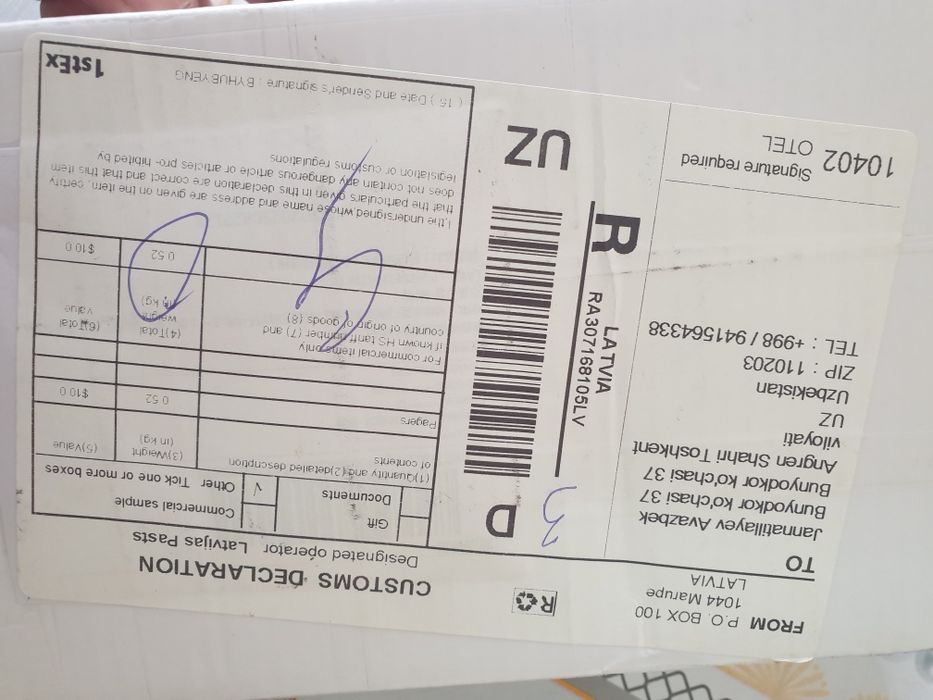 FROM P.O. BOX 100
1044 Marupe
LATVIA
TO
Jannatillayev Avazbek
Bunyodkor ko'chasi 37
Bunyodkor ko'chasi 37
Angren Shahri Toshkent
viloyati
UZ
Uzbekistan
ZIP : 110203
TEL : +998 / 941564338
Signature required
10402 OTEL
D
3
LATVIA
RA307168105LV
R
UZ
CUSTOMS DECLARATION
Designated operator Latvijas Pasts
Gift
Documents
Commercial sample
√ Other Tick one or more boxes
(1)Quantity and(2)detailed description
of contents
(3)Weight
(in kg)
(5)Value
Pagers
0.52
$10.0
For commercial items only
if known HS tariff number (7) and
country of origin of goods (8)
(4)Total
weight
(in kg)
(6)Total
value
0.52
$10.0
I,the undersigned whose name and address are given on the item, certify
that the particulars given in this declaration are correct and that this item
does not contain any dangerous article or articles pro- hibited by
legislation or customs regulations
( 15 ) Date and Sender's signature : BYHUBYENG
1stEx